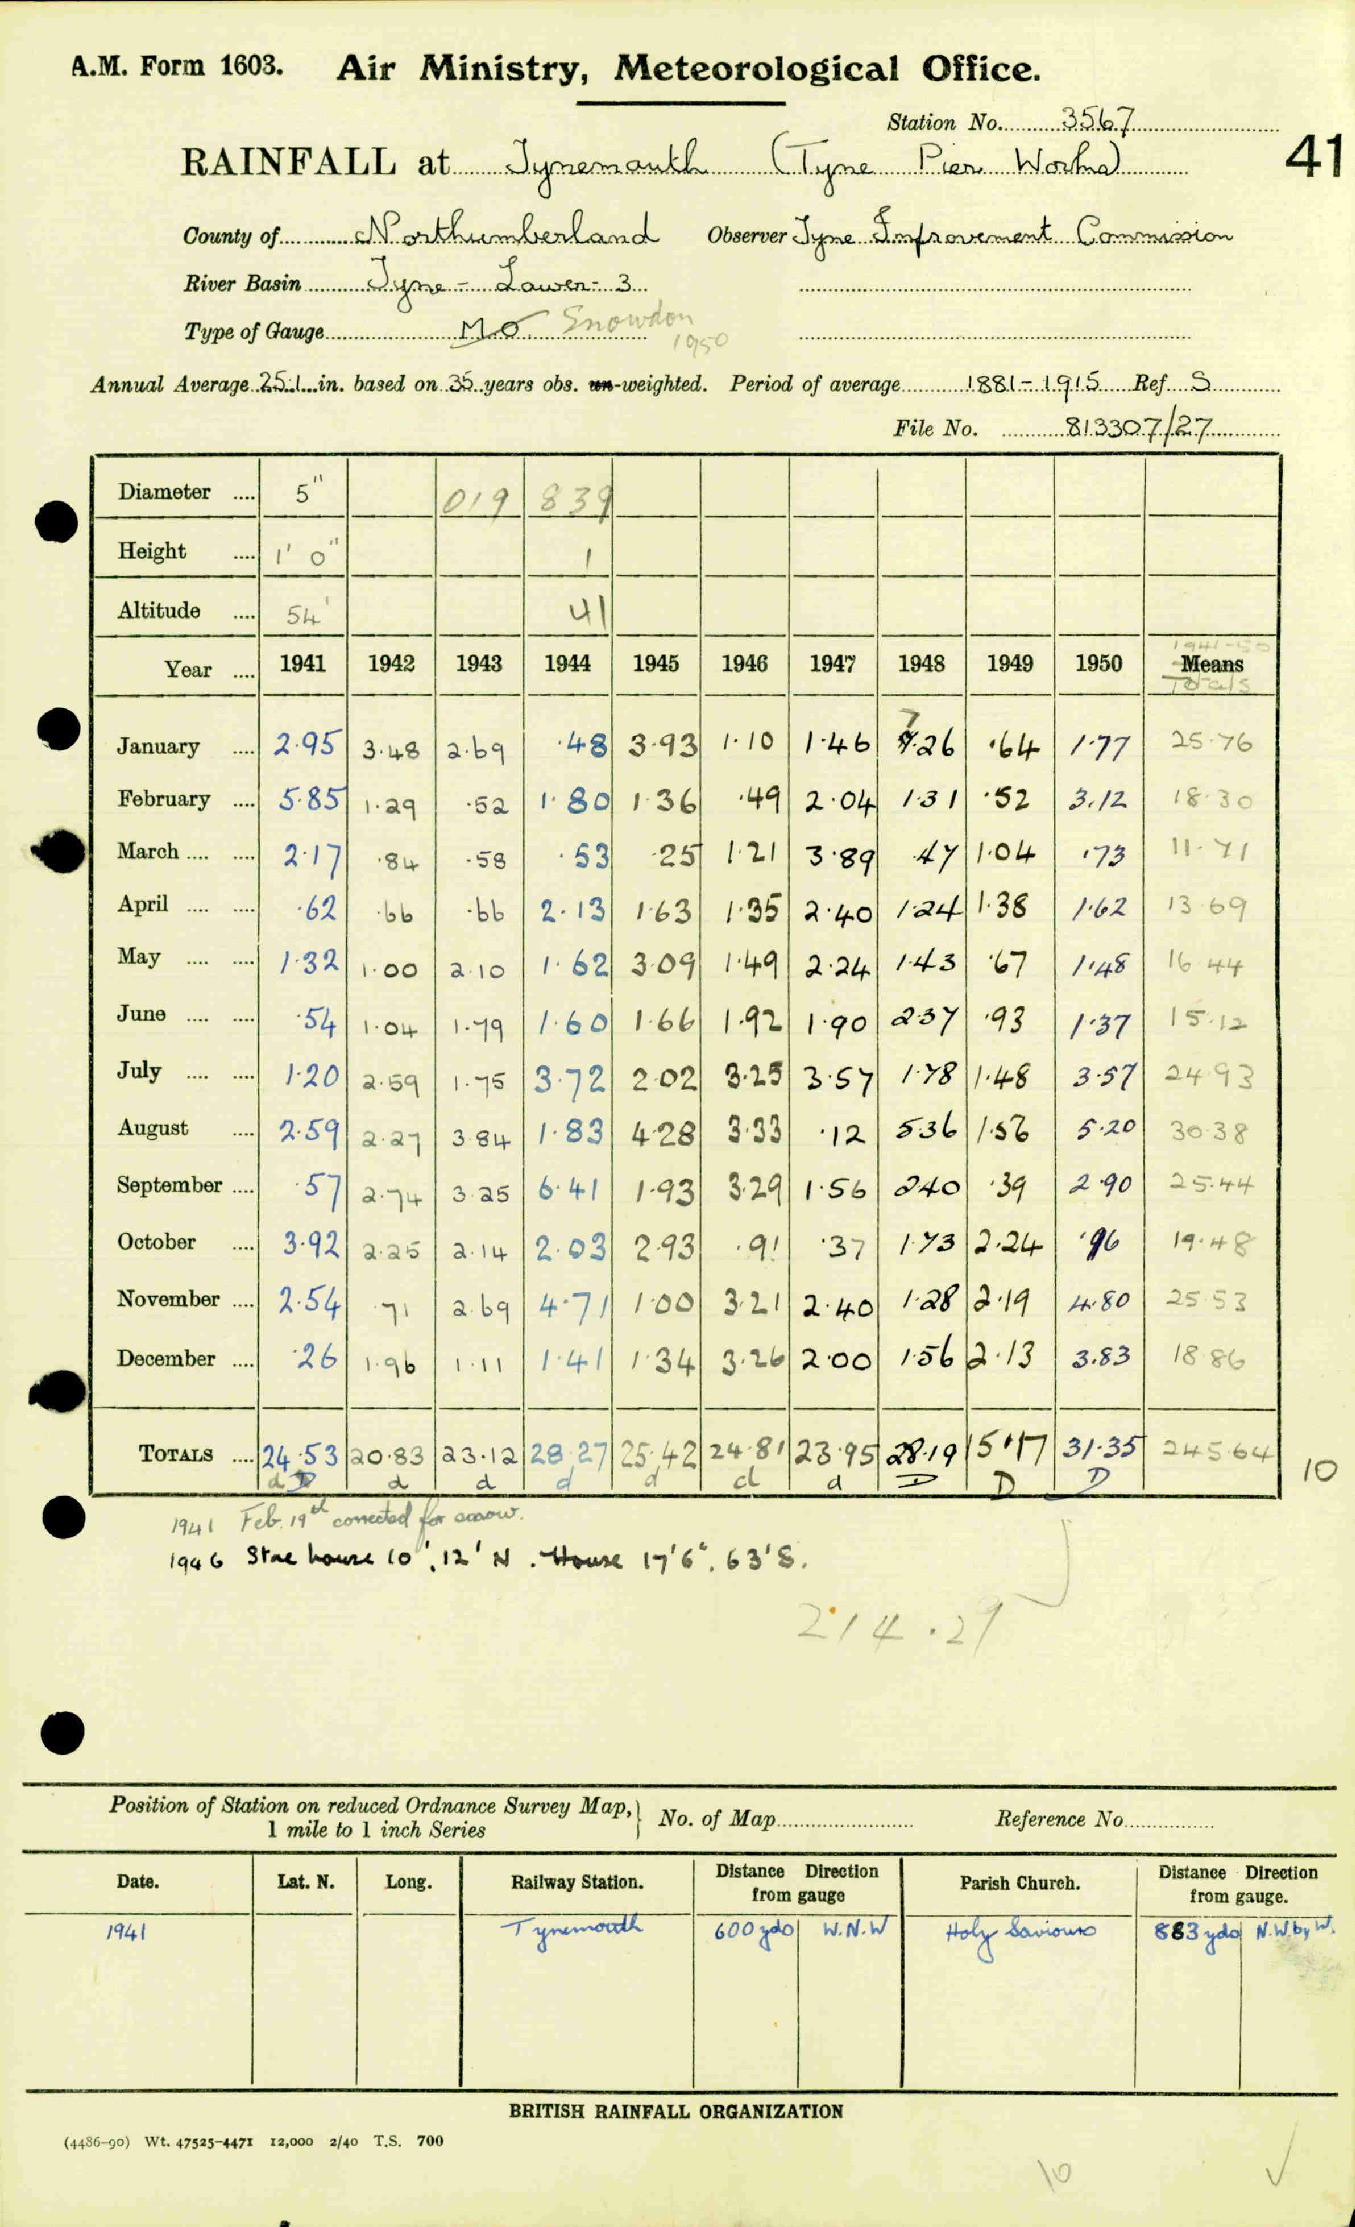 A.M. Form 1603. Air Ministry, Meteorological Office.
Station No. 3567
41
RAINFALL at Tynemouth (Tyne Pier Works)
County of Northumberland Observer Tyne Improvement Commission
River Basin Tyne - Lower - 3
Type of Gauge M.O. Snowdon
1950
Annual Average 25.1 in. based on 35 years obs. un-weighted. Period of average 1881-1915 Ref S
File No. 813307/27
Diameter .... 5" 019 839
Height .... 1' 0" 1
Altitude .... 54' 41
1941-50
Year .... 1941 1942 1943 1944 1945 1946 1947 1948 1949 1950 Means
Totals
January .... 2.95 3.48 2.69 .48 3.93 1.10 1.46 7.26 .64 1.77 25.76
February .... 5.85 1.29 .52 1.80 1.36 .49 2.04 1.31 .52 3.12 18.30
March .... .... 2.17 .84 .58 .53 .25 1.21 3.89 .47 1.04 .73 11.71
April .... .... .62 .66 .66 2.13 1.63 1.35 2.40 1.24 1.38 1.62 13.69
May .... .... 1.32 1.00 2.10 1.62 3.09 1.49 2.24 1.43 .67 1.48 16.44
June .... .... .54 1.04 1.79 1.60 1.66 1.92 1.90 2.37 .93 1.37 15.12
July .... .... 1.20 2.59 1.75 3.72 2.02 3.25 3.57 1.78 1.48 3.57 24.93
August .... 2.59 2.27 3.84 1.83 4.28 3.33 .12 5.36 1.56 5.20 30.38
September .... .57 2.74 3.25 6.41 1.93 3.29 1.56 2.40 .39 2.90 25.44
October .... 3.92 2.25 2.14 2.03 2.93 .91 .37 1.73 2.24 .96 19.48
November .... 2.54 .71 2.69 4.71 1.00 3.21 2.40 1.28 2.19 4.80 25.53
December .... .26 1.96 1.11 1.41 1.34 3.26 2.00 1.56 2.13 3.83 18.86
TOTALS .... 24.53 20.83 23.12 28.27 25.42 24.81 23.95 28.19 15.17 31.35 245.64
10
d D d d d d d d D D D
1941 Feb. 19th corrected for snow.
1946 Stne house 10', 12' N. House 17'6", 63'S.
214.29
Position of Station on reduced Ordnance Survey Map,
1 mile to 1 inch Series
No. of Map Reference No.
Date. Lat. N. Long. Railway Station. Distance Direction from gauge Parish Church. Distance Direction from gauge.
1941 Tynemouth 600 yds W.N.W Holy Saviours 883 yds N.W. by W.
BRITISH RAINFALL ORGANIZATION
(4486-90) Wt. 47525-4471 12,000 2/40 T.S. 700
10